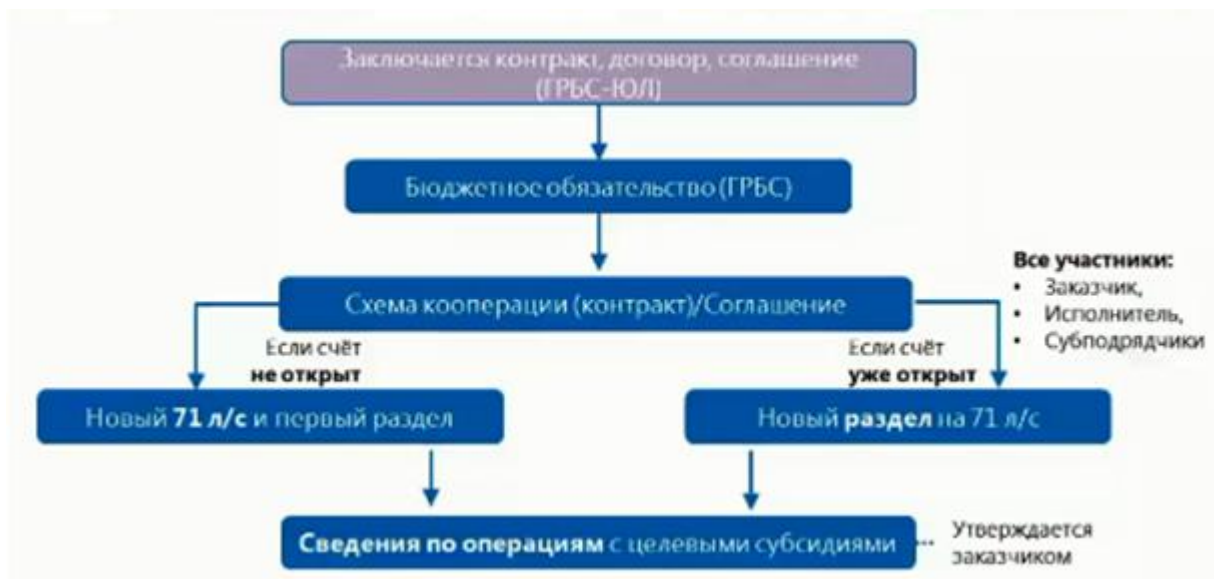 Заключается контракт, договор, соглашение
(ГРБС-ЮЛ)
Бюджетное обязательство (ГРБС)
Схема кооперации (контракт)/Соглашение
Все участники:
• Заказчик,
• Исполнитель,
• Субподрядчики
Если счёт
не открыт
Если счёт
уже открыт
Новый 71 л/с и первый раздел
Новый раздел на 71 л/с
Сведения по операциям с целевыми субсидиями
... Утверждается
заказчиком